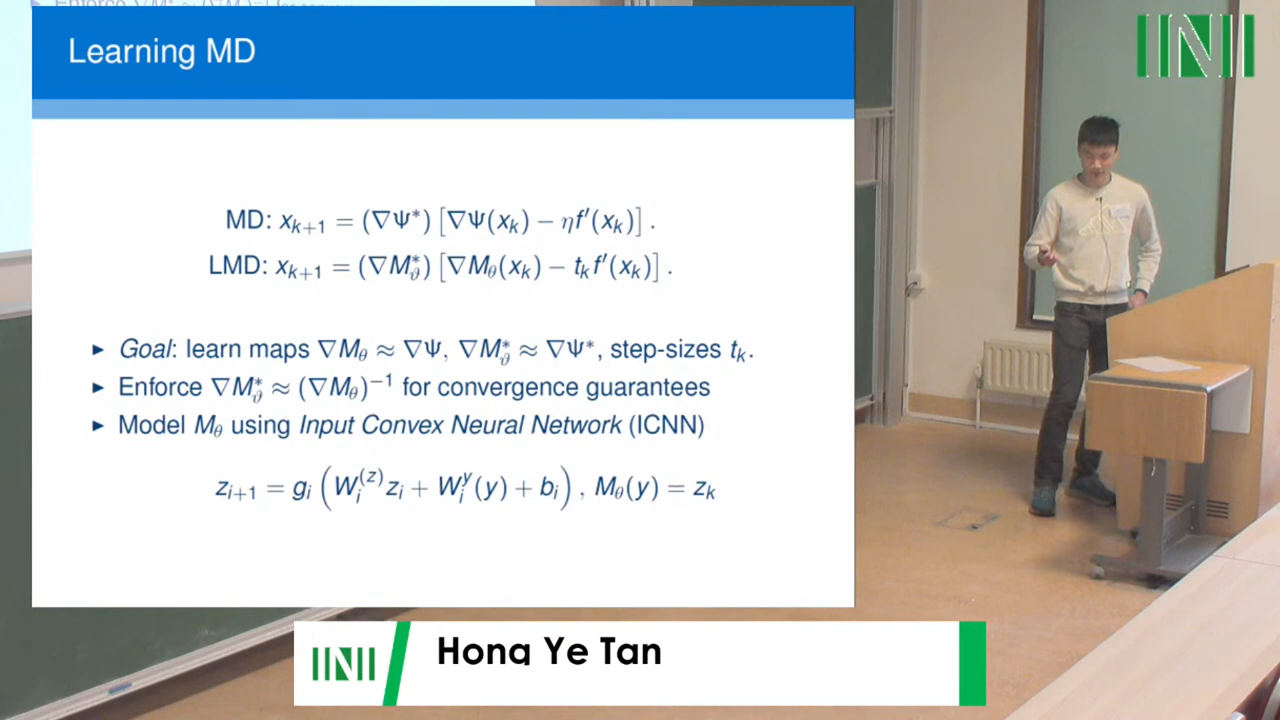 Learning MD
INI
MD: x_{k+1} = (∇Ψ*) [∇Ψ(x_k) − ηf′(x_k)] .
LMD: x_{k+1} = (∇M*_ϑ) [∇M_θ(x_k) − t_k f′(x_k)] .
► Goal: learn maps ∇M_θ ≈ ∇Ψ, ∇M*_ϑ ≈ ∇Ψ*, step-sizes t_k.
► Enforce ∇M*_ϑ ≈ (∇M_θ)^{−1} for convergence guarantees
► Model M_θ using Input Convex Neural Network (ICNN)
z_{i+1} = g_i (W_i^{(z)} z_i + W_i^y(y) + b_i) , M_θ(y) = z_k
INI
Hong Ye Tan